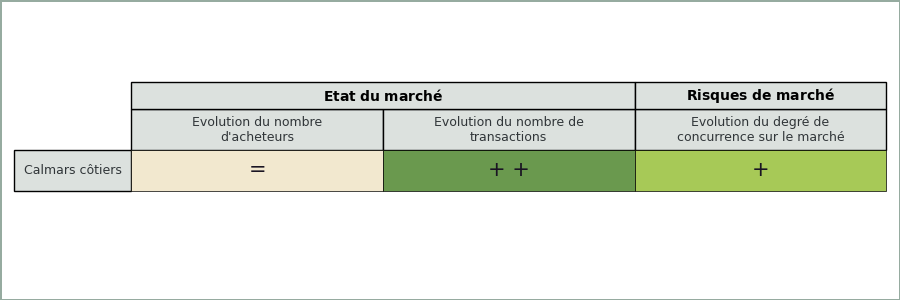 Etat du marché
Risques de marché
Evolution du nombre
d'acheteurs
Evolution du nombre de
transactions
Evolution du degré de
concurrence sur le marché
Calmars côtiers
=
+ +
+